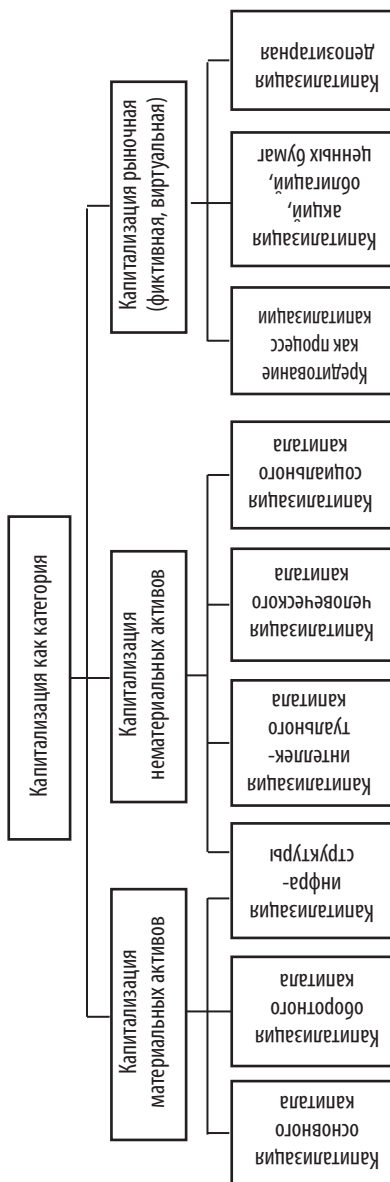 Капитализация как категория
Капитализация
материальных активов
Капитализация
нематериальных активов
Капитализация рыночная
(фиктивная, виртуальная)
Капитализация
основного
капитала
Капитализация
оборотного
капитала
Капитализация
инфра-
структуры
Капитализация
интеллек-
туального
капитала
Капитализация
человеческого
капитала
Капитализация
социального
капитала
Кредитование
как процесс
капитализации
Капитализация
акций,
облигаций,
ценных бумаг
Капитализация
депозитарная